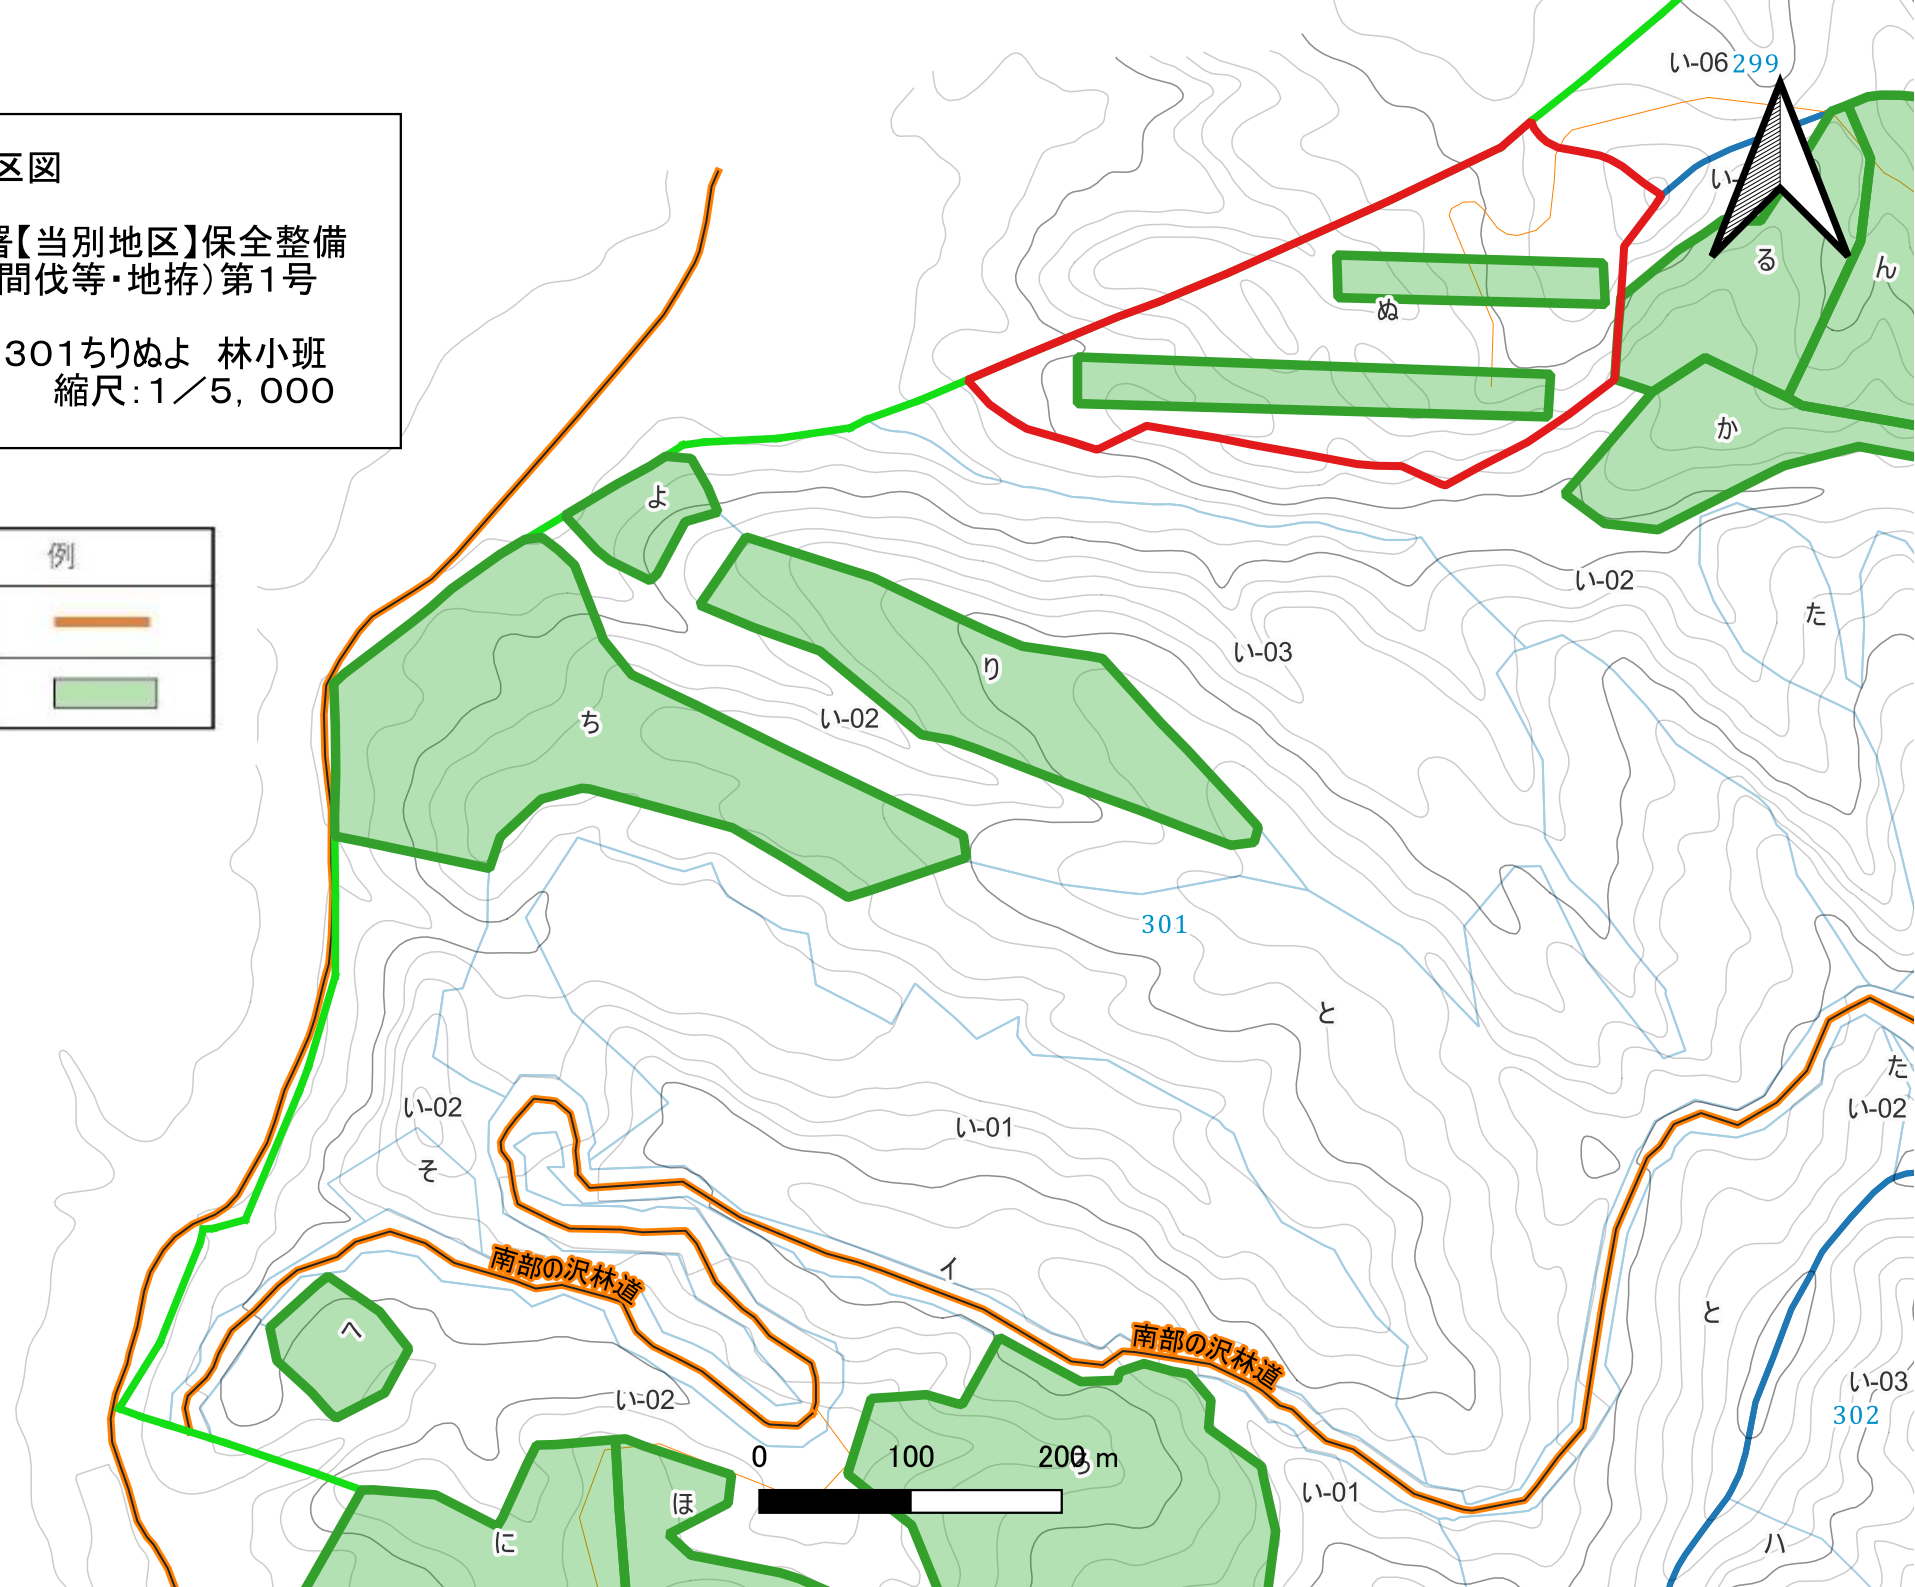 区図
署【当別地区】保全整備
間伐等・地拵)第1号
301ちりぬよ 林小班
縮尺:1/5,000
例
い-06 299
い-
る
ん
ぬ
か
よ
い-02
た
い-03
り
い-02
ち
301
と
た
い-02
い-02
い-01
そ
南部の沢林道
イ
と
へ
南部の沢林道
い-03
い-02
302
0 100 200 m
ろ
ほ
い-01
に
ハ